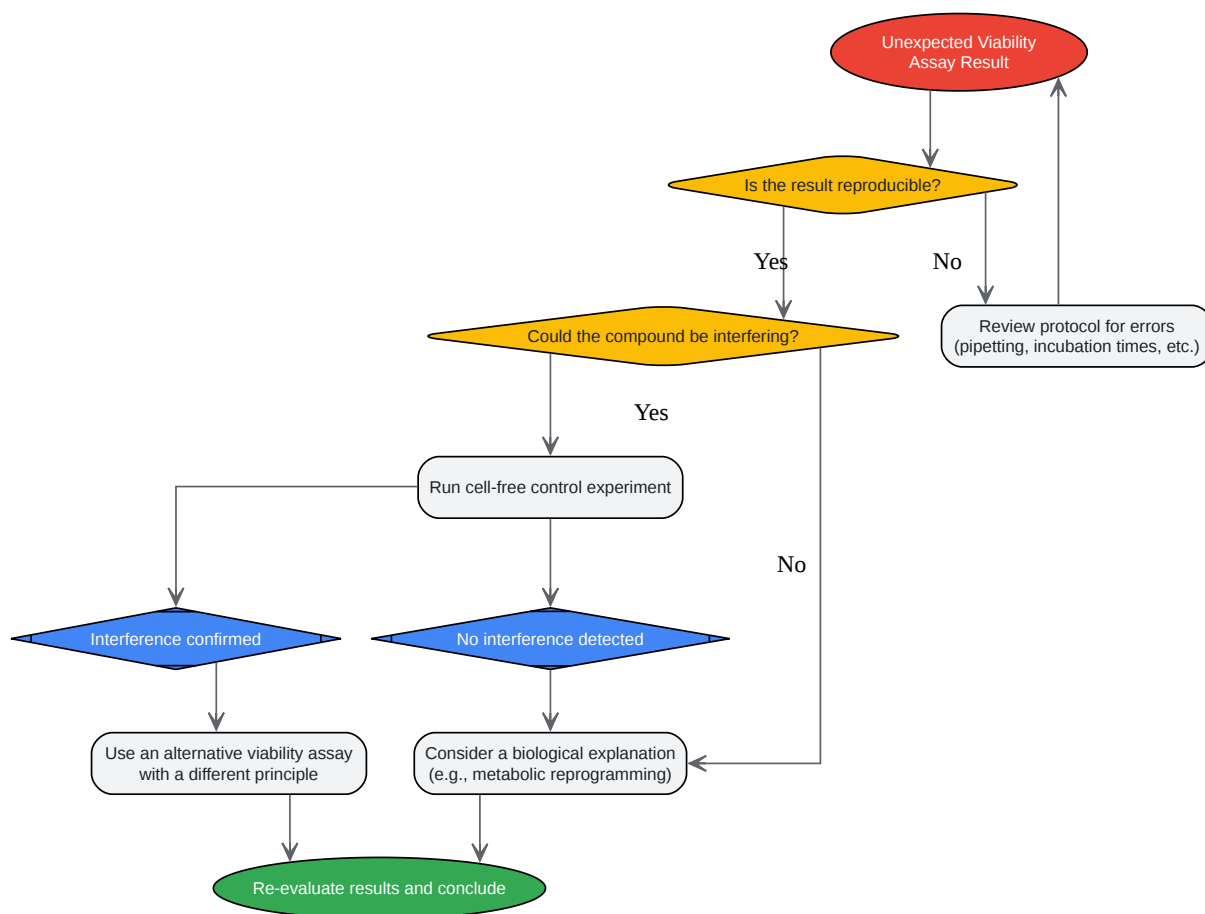 Unexpected Viability
Assay Result
Is the result reproducible?
Yes
No
Review protocol for errors
(pipetting, incubation times, etc.)
Could the compound be interfering?
Yes
Run cell-free control experiment
No
Interference confirmed
No interference detected
Use an alternative viability assay
with a different principle
Consider a biological explanation
(e.g., metabolic reprogramming)
Re-evaluate results and conclude